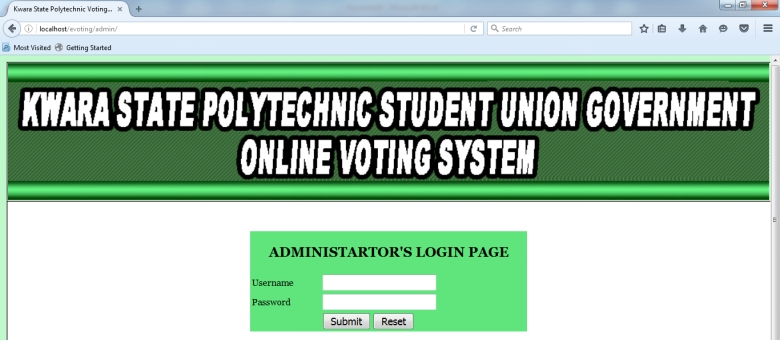 Kwara State Polytechnic Voting...
localhost/evoting/admin/
Search
Most Visited Getting Started
KWARA STATE POLYTECHNIC STUDENT UNION GOVERNMENT
ONLINE VOTING SYSTEM
ADMINISTARTOR'S LOGIN PAGE
Username
Password
Submit Reset